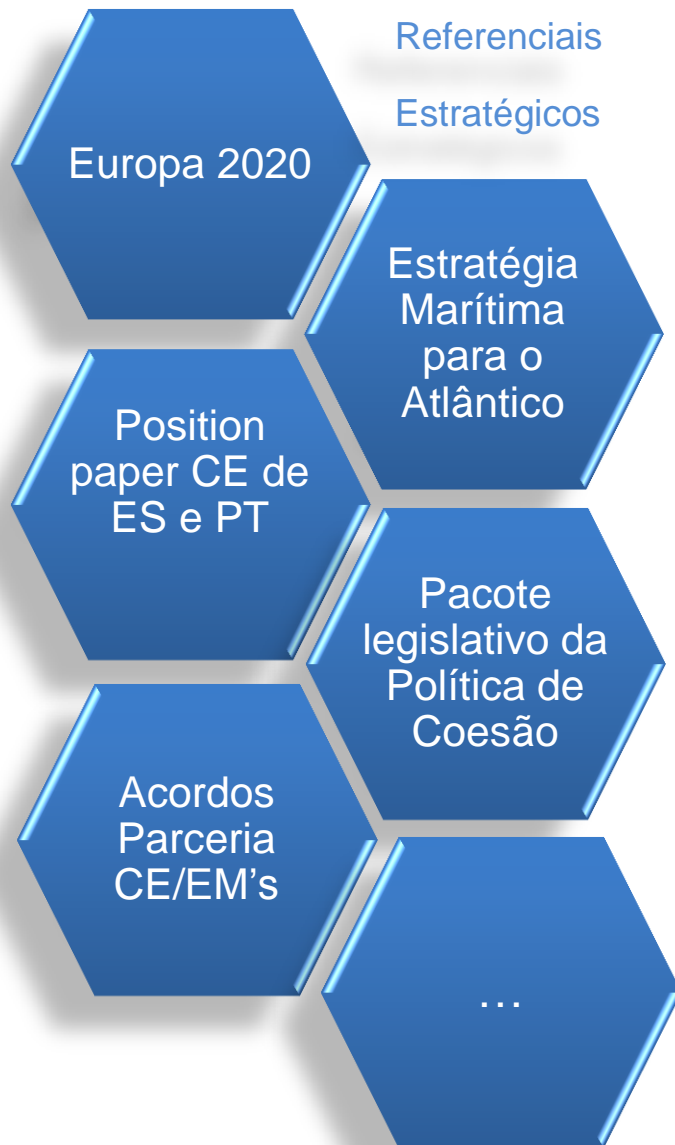 Referenciais
Estratégicos
Europa 2020
Estratégia
Marítima
para o
Atlântico
Position
paper CE de
ES e PT
Pacote
legislativo da
Política de
Coesão
Acordos
Parceria
CE/EM’s
…